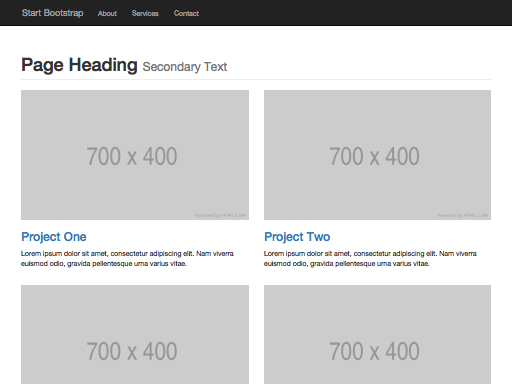 Start Bootstrap About Services Contact
Page Heading Secondary Text
700 x 400 700 x 400
Powered by HTML.COM Powered by HTML.COM
Project One Project Two
Lorem ipsum dolor sit amet, consectetur adipiscing elit. Nam viverra
euismod odio, gravida pellentesque urna varius vitae.
Lorem ipsum dolor sit amet, consectetur adipiscing elit. Nam viverra
euismod odio, gravida pellentesque urna varius vitae.
700 x 400 700 x 400